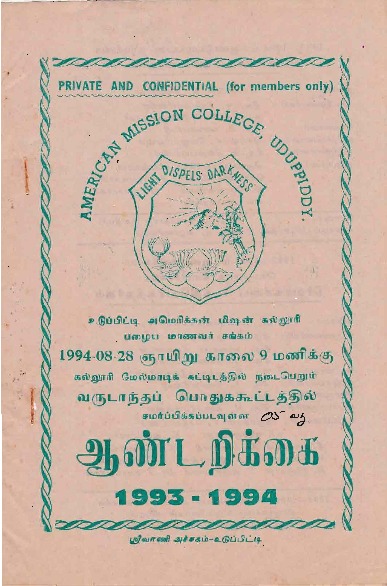 PRIVATE AND CONFIDENTIAL (for members only)
AMERICAN MISSION COLLEGE, UDUPPIDDY.
LIGHT DISPELS DARKNESS
உடுப்பிட்டி அமெரிக்கன் மிஷன் கல்லூரி
பழைய மாணவர் சங்கம்
1994-08-28 ஞாயிறு காலை 9 மணிக்கு
கல்லூரி மேல்மாடிக் கட்டிடத்தில் நடைபெறும்
வருடாந்தப் பொதுக்கூட்டத்தில்
சமர்ப்பிக்கப்படவுள்ள 05 வது
ஆண்டறிக்கை
1993 - 1994
ஸ்ரீவாணி அச்சகம்-உடுப்பிட்டி